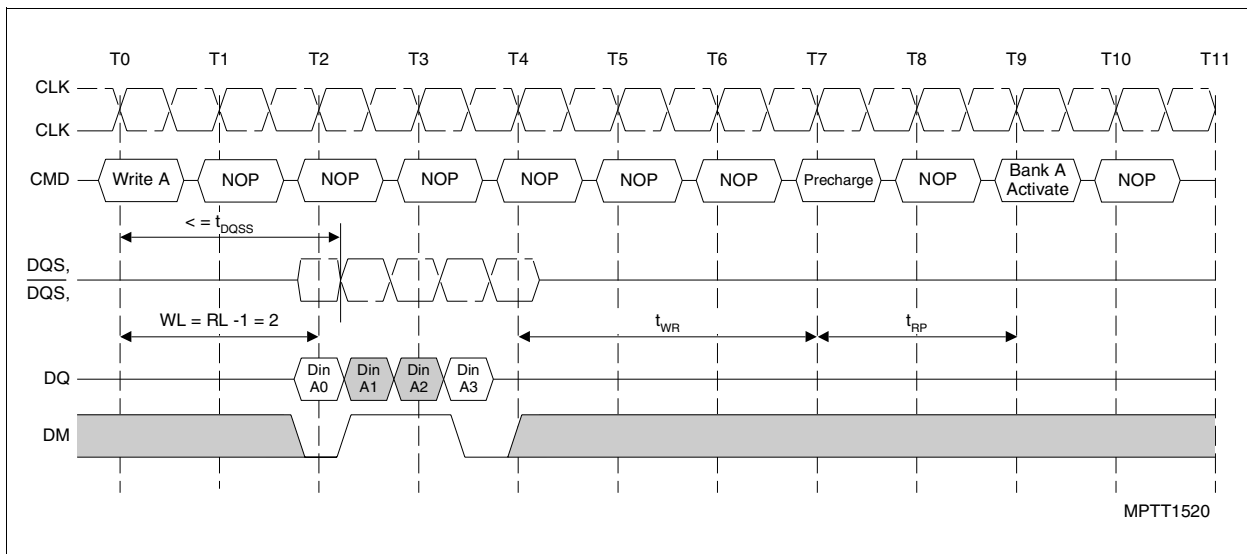 T0 T1 T2 T3 T4 T5 T6 T7 T8 T9 T10 T11
CLK
CLK
CMD Write A NOP NOP NOP NOP NOP NOP Precharge NOP Bank A Activate NOP
< = tDQSS
DQS,
DQS,
WL = RL -1 = 2 tWR tRP
DQ Din A0 Din A1 Din A2 Din A3
DM
MPTT1520